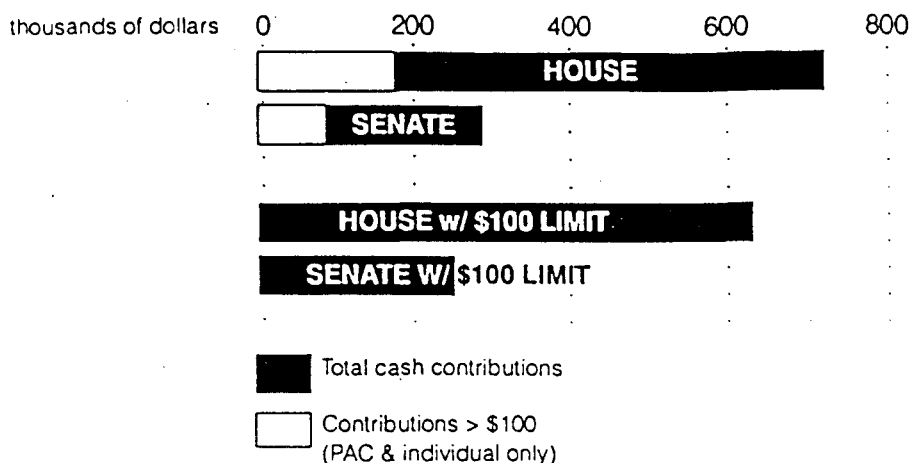 thousands of dollars 0 200 400 600 800
HOUSE
SENATE
HOUSE w/ $100 LIMIT
SENATE W/ $100 LIMIT
Total cash contributions
Contributions > $100
(PAC & individual only)